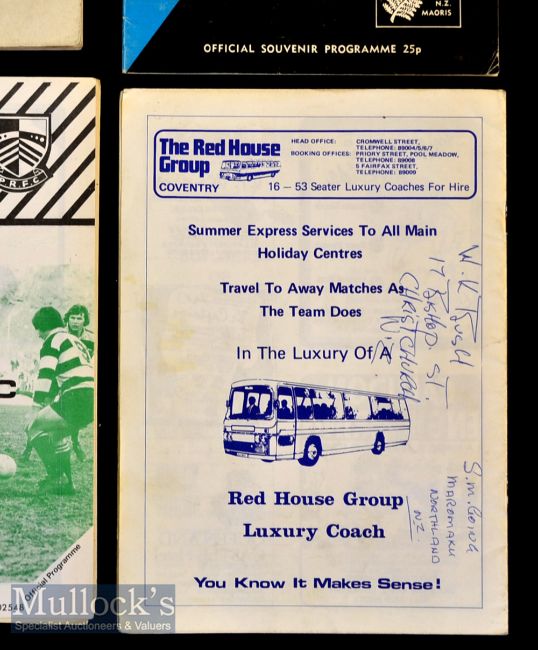 N.Z.
MAORIS
OFFICIAL SOUVENIR PROGRAMME 25p
R.F.C
C
Official Programme
02548
The Red House
Group
COVENTRY
HEAD OFFICE: CROMWELL STREET,
TELEPHONE: 89004/5/6/7
BOOKING OFFICES: PRIORY STREET, POOL MEADOW,
TELEPHONE: 89008
5 FAIRFAX STREET,
TELEPHONE: 89009
16 – 53 Seater Luxury Coaches For Hire
Summer Express Services To All Main
Holiday Centres
Travel To Away Matches As
The Team Does
In The Luxury Of A
Red House Group
Luxury Coach
You Know It Makes Sense!
W.K. Bush
17 BISHOP ST.
CHRISTCHURCH
N.Z.
S.M. Going
MAROMAKU
NORTHLAND
N.Z.
Mullock's
Specialist Auctioneers & Valuers